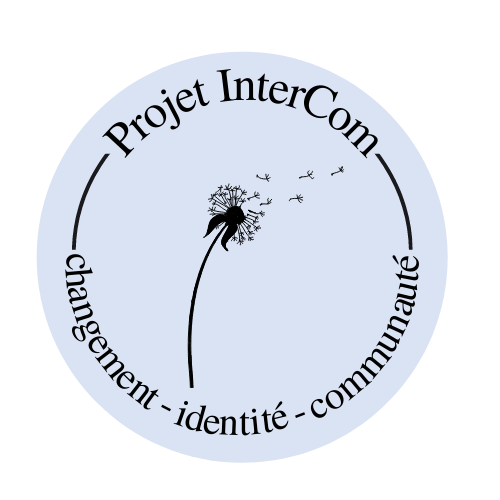 Projet InterCom
changement - identité - communauté